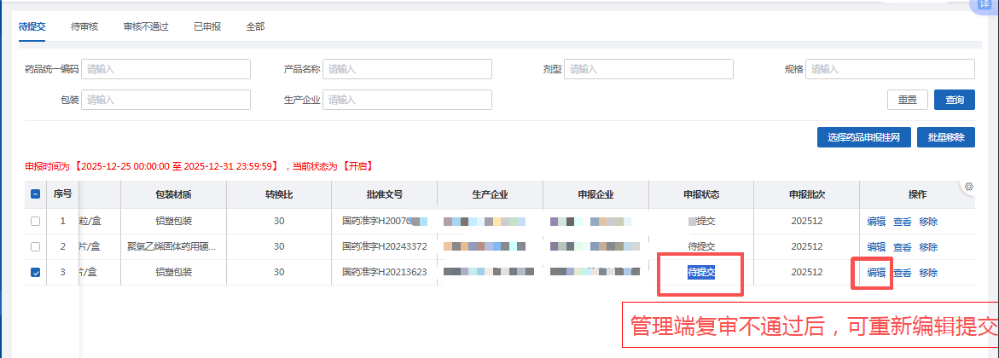 译
待提交 待审核 审核不通过 已申报 全部
药品统一编码 请输入 产品名称 请输入 剂型 请输入 规格 请输入
包装 请输入 生产企业 请输入 重置 查询
选择药品申报挂网 批量移除
申报时间为 【2025-12-25 00:00:00 至 2025-12-31 23:59:59】 ，当前状态为 【开启】
序号 包装材质 转换比 批准文号 生产企业 申报企业 申报状态 申报批次 操作
1 粒/盒 铝塑包装 30 国药准字H2007 提交 202512 编辑 查看 移除
2 片/盒 聚氯乙烯固体药用硬... 30 国药准字H20243372 待提交 202512 编辑 查看 移除
3 片/盒 铝塑包装 30 国药准字H20213623 待提交 202512 编辑 查看 移除
管理端复审不通过后，可重新编辑提交